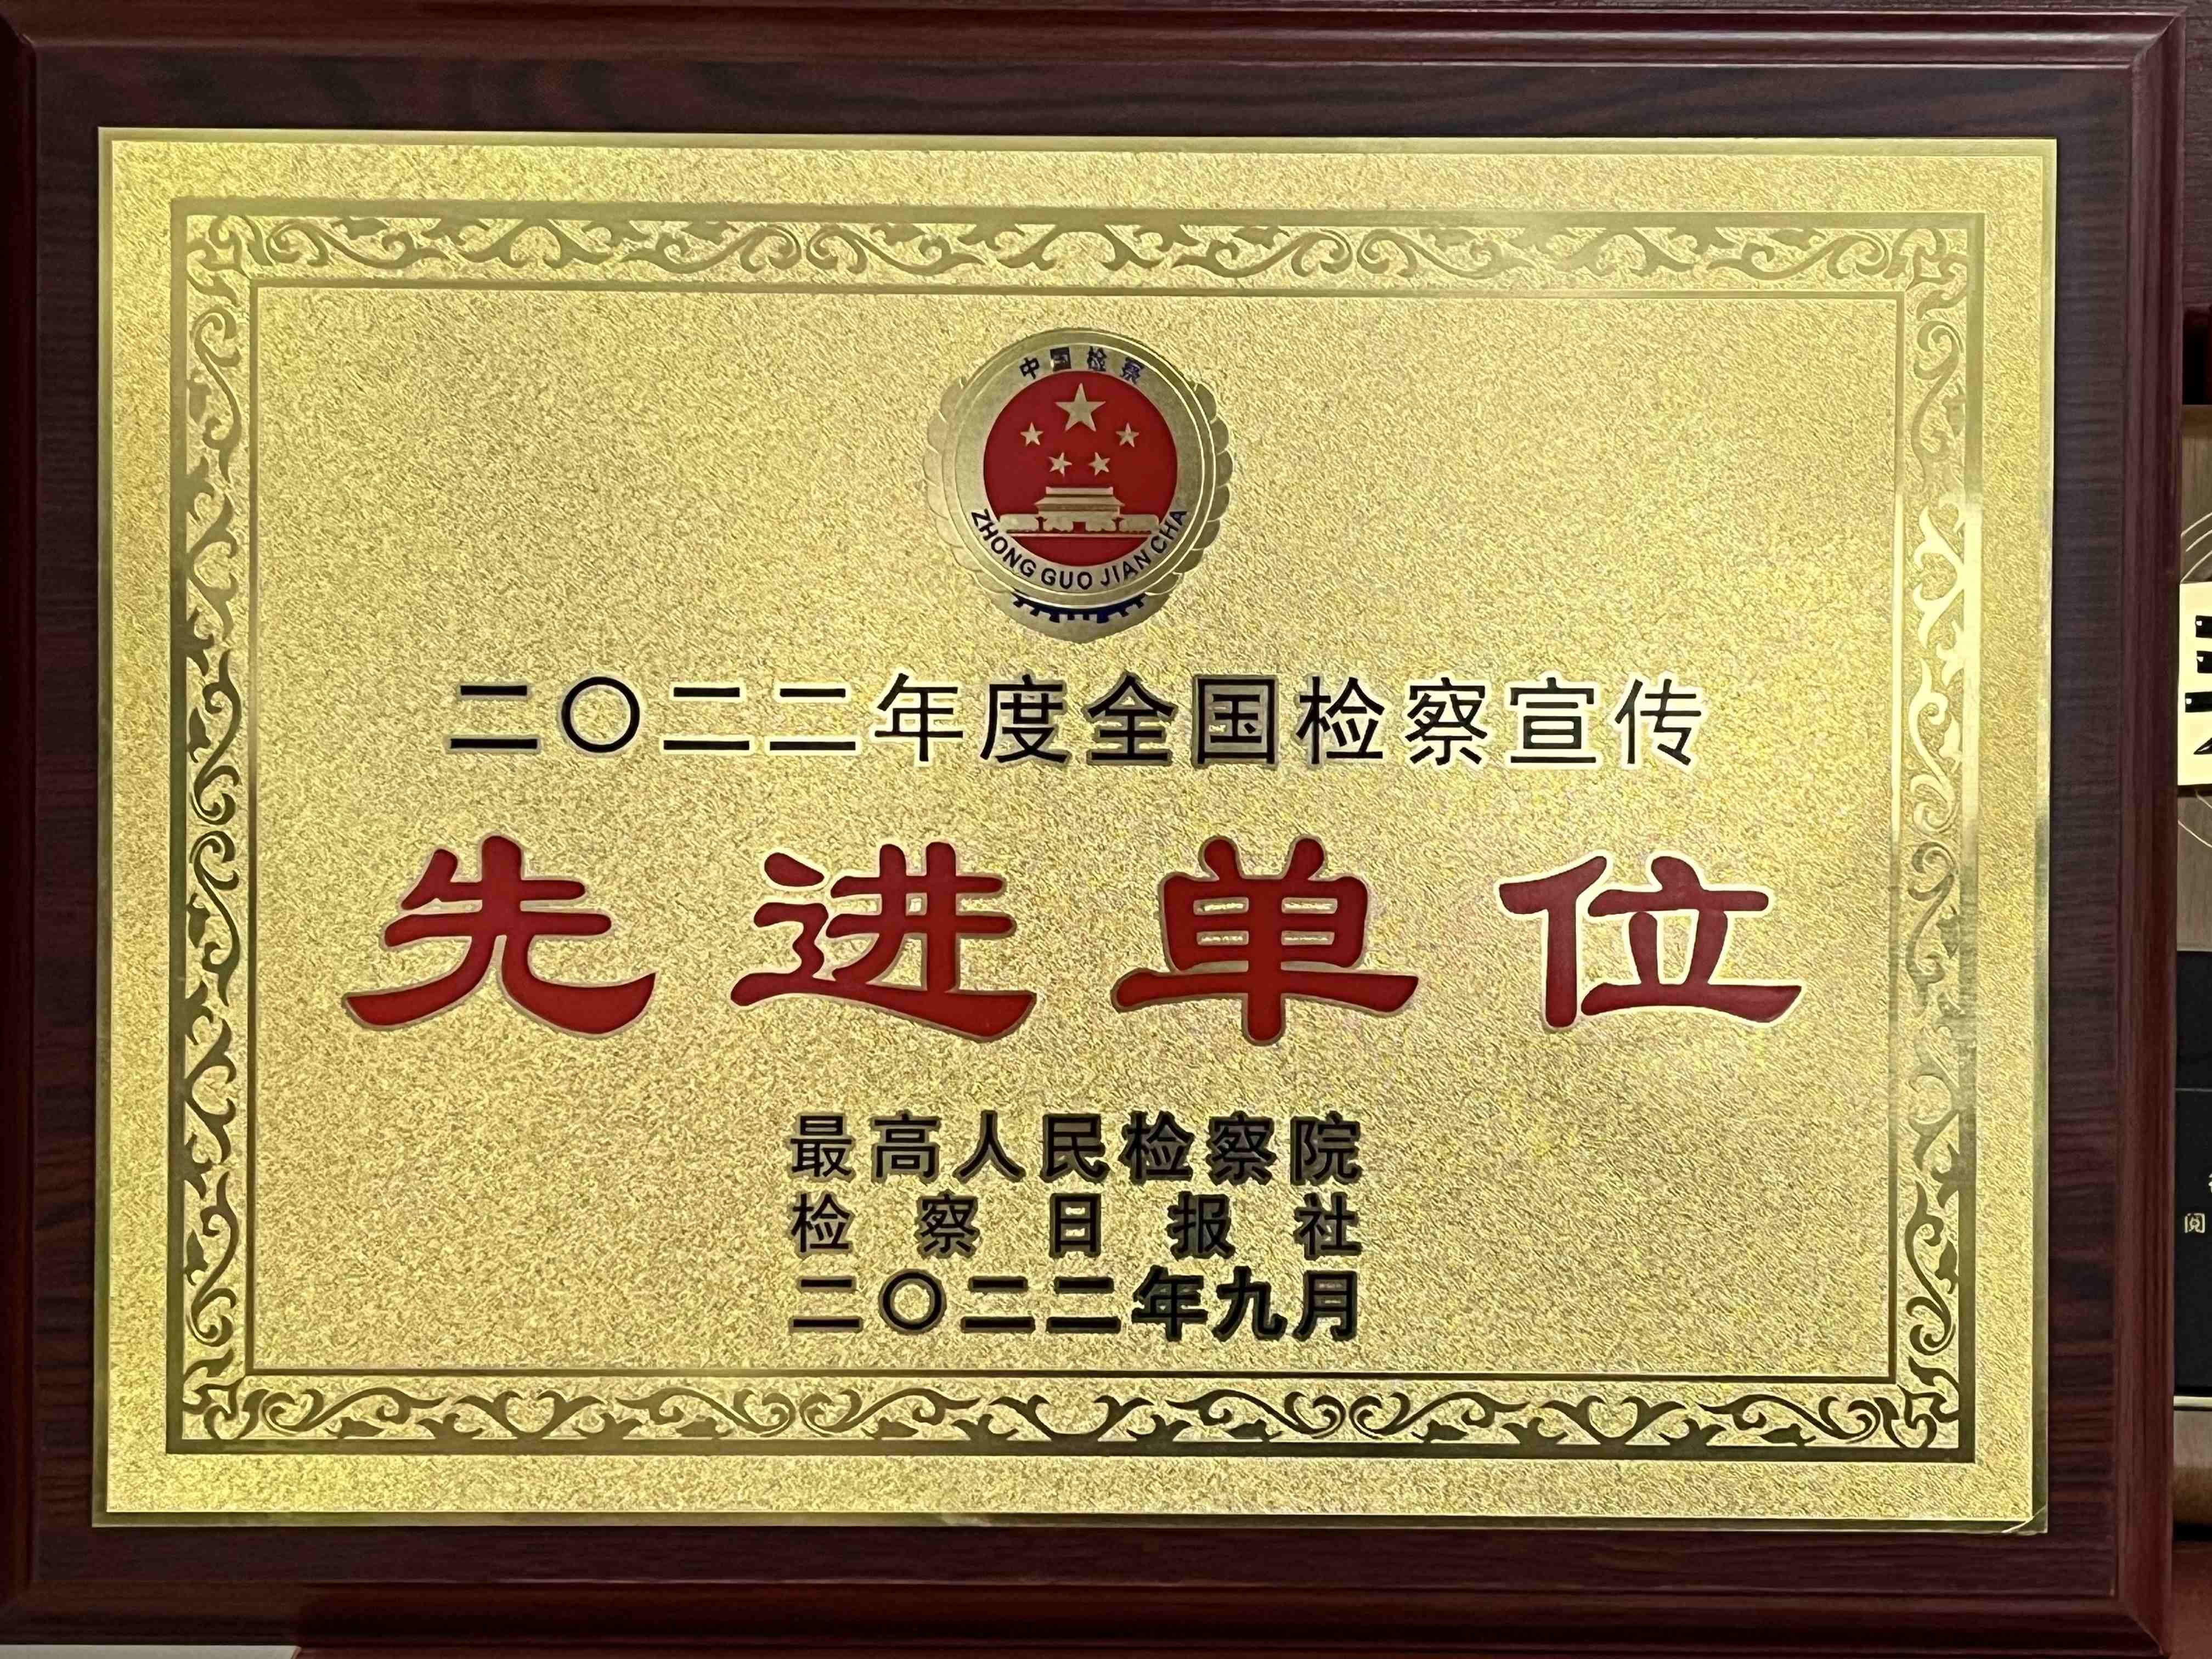 中国检察
ZHONG GUO JIAN CHA
二〇二二年度全国检察宣传
先进单位
最高人民检察院
检察日报社
二〇二二年九月
阅